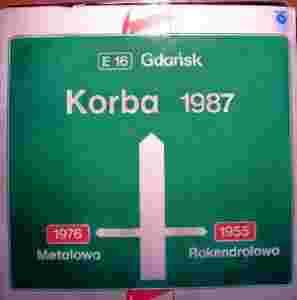 E 16 Gdańsk
Korba 1987
1976 1955
Metalowo Rokendrolowo